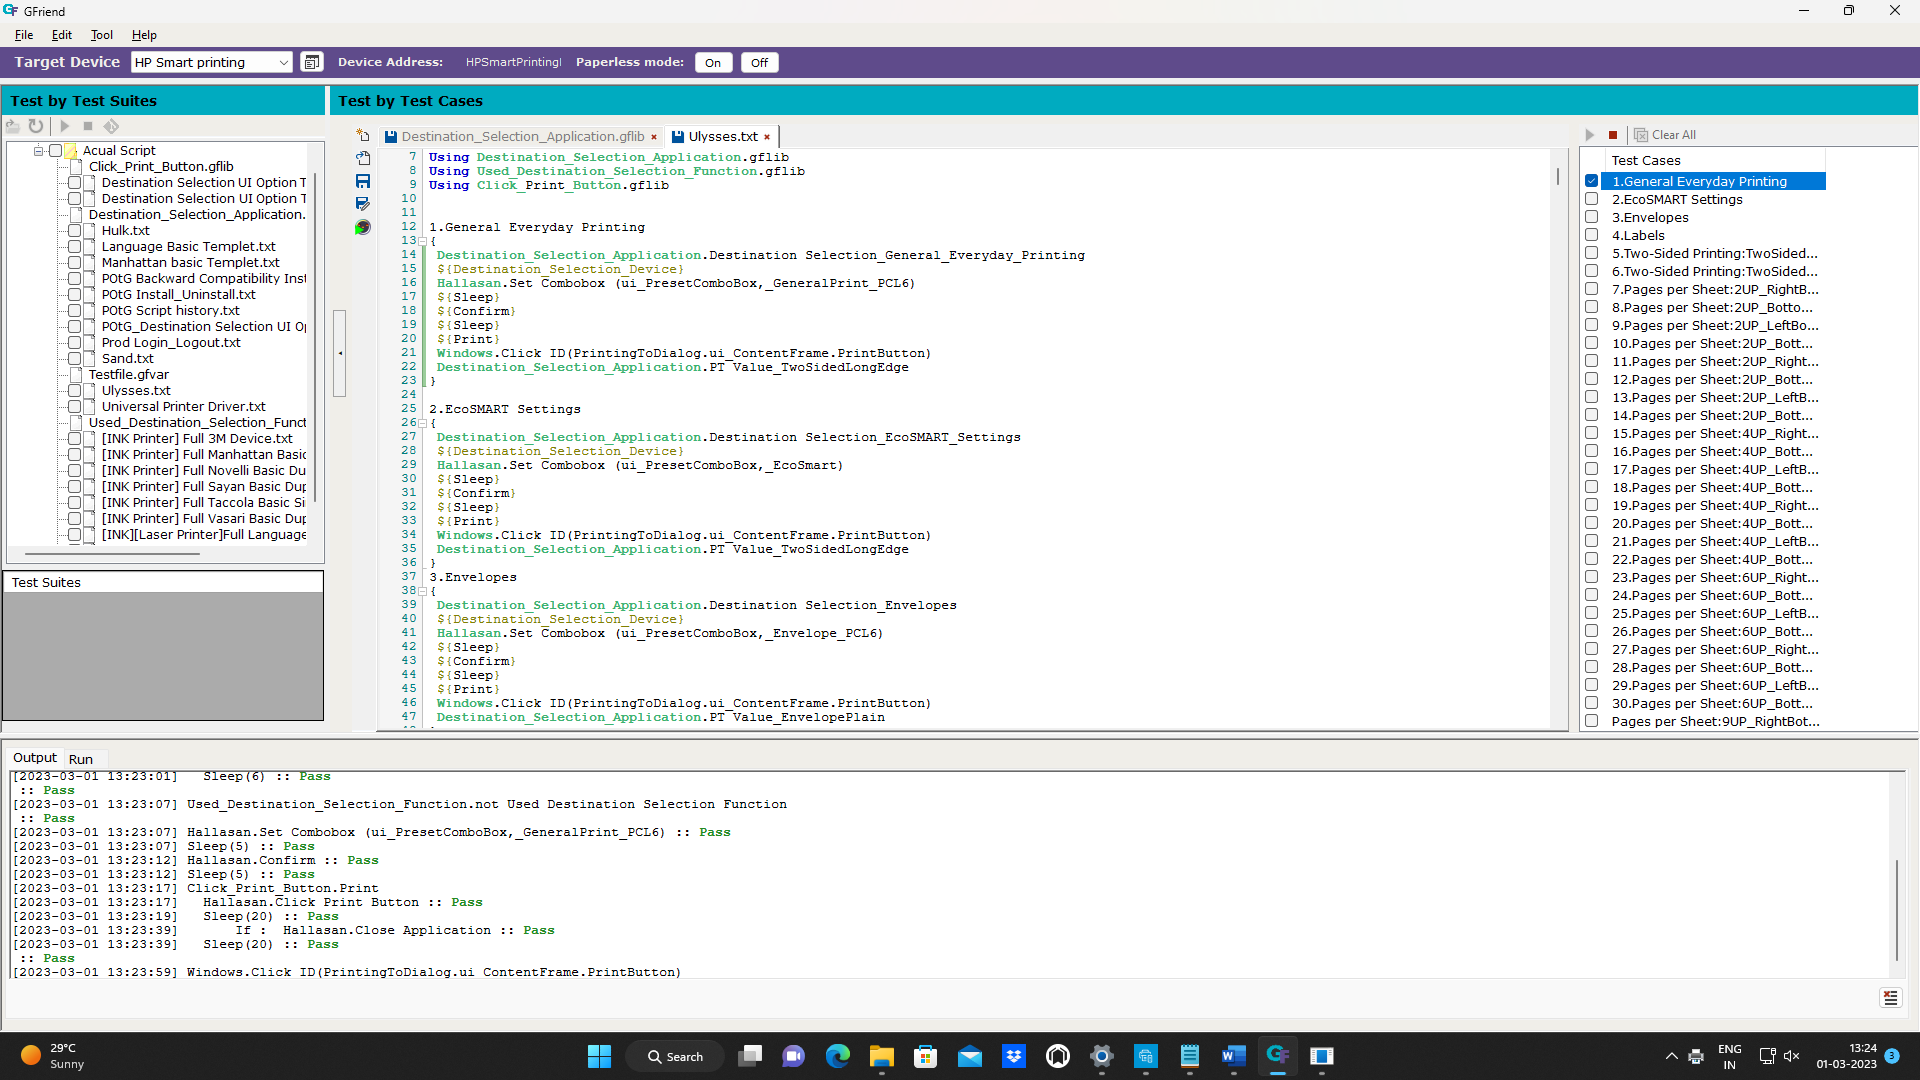 GFriend
File Edit Tool Help
Target Device HP Smart printing Device Address: HPSmartPrintingI Paperless mode: On Off
Test by Test Suites
Acual Script
Click_Print_Button.gflib
Destination Selection UI Option T
Destination Selection UI Option T
Destination_Selection_Application.
Hulk.txt
Language Basic Templet.txt
Manhattan basic Templet.txt
POtG Backward Compatibility Inst
POtG Install_Uninstall.txt
POtG Script history.txt
POtG_Destination Selection UI Op
Prod Login_Logout.txt
Sand.txt
Testfile.gfvar
Ulysses.txt
Universal Printer Driver.txt
Used_Destination_Selection_Funct
[INK Printer] Full 3M Device.txt
[INK Printer] Full Manhattan Basic
[INK Printer] Full Novelli Basic Du
[INK Printer] Full Sayan Basic Dup
[INK Printer] Full Taccola Basic Si
[INK Printer] Full Vasari Basic Dup
[INK][Laser Printer]Full Language
Test Suites
Test by Test Cases
Destination_Selection_Application.gflib × Ulysses.txt ×
7 Using Destination_Selection_Application.gflib
8 Using Used_Destination_Selection_Function.gflib
9 Using Click_Print_Button.gflib
10
11
12 1.General Everyday Printing
13 {
14 Destination_Selection_Application.Destination Selection_General_Everyday_Printing
15 ${Destination_Selection_Device}
16 Hallasan.Set Combobox (ui_PresetComboBox,_GeneralPrint_PCL6)
17 ${Sleep}
18 ${Confirm}
19 ${Sleep}
20 ${Print}
21 Windows.Click ID(PrintingToDialog.ui_ContentFrame.PrintButton)
22 Destination_Selection_Application.PT Value_TwoSidedLongEdge
23 }
24
25 2.EcoSMART Settings
26 {
27 Destination_Selection_Application.Destination Selection_EcoSMART_Settings
28 ${Destination_Selection_Device}
29 Hallasan.Set Combobox (ui_PresetComboBox,_EcoSmart)
30 ${Sleep}
31 ${Confirm}
32 ${Sleep}
33 ${Print}
34 Windows.Click ID(PrintingToDialog.ui_ContentFrame.PrintButton)
35 Destination_Selection_Application.PT Value_TwoSidedLongEdge
36 }
37 3.Envelopes
38 {
39 Destination_Selection_Application.Destination Selection_Envelopes
40 ${Destination_Selection_Device}
41 Hallasan.Set Combobox (ui_PresetComboBox,_Envelope_PCL6)
42 ${Sleep}
43 ${Confirm}
44 ${Sleep}
45 ${Print}
46 Windows.Click ID(PrintingToDialog.ui_ContentFrame.PrintButton)
47 Destination_Selection_Application.PT Value_EnvelopePlain
Clear All
Test Cases
1.General Everyday Printing
2.EcoSMART Settings
3.Envelopes
4.Labels
5.Two-Sided Printing:TwoSided...
6.Two-Sided Printing:TwoSided...
7.Pages per Sheet:2UP_RightB...
8.Pages per Sheet:2UP_Botto...
9.Pages per Sheet:2UP_LeftBo...
10.Pages per Sheet:2UP_Bott...
11.Pages per Sheet:2UP_Right...
12.Pages per Sheet:2UP_Bott...
13.Pages per Sheet:2UP_LeftB...
14.Pages per Sheet:2UP_Bott...
15.Pages per Sheet:4UP_Right...
16.Pages per Sheet:4UP_Bott...
17.Pages per Sheet:4UP_LeftB...
18.Pages per Sheet:4UP_Bott...
19.Pages per Sheet:4UP_Right...
20.Pages per Sheet:4UP_Bott...
21.Pages per Sheet:4UP_LeftB...
22.Pages per Sheet:4UP_Bott...
23.Pages per Sheet:6UP_Right...
24.Pages per Sheet:6UP_Bott...
25.Pages per Sheet:6UP_LeftB...
26.Pages per Sheet:6UP_Bott...
27.Pages per Sheet:6UP_Right...
28.Pages per Sheet:6UP_Bott...
29.Pages per Sheet:6UP_LeftB...
30.Pages per Sheet:6UP_Bott...
Pages per Sheet:9UP_RightBot...
Output Run
[2023-03-01 13:23:01] Sleep(6) :: Pass
:: Pass
[2023-03-01 13:23:07] Used_Destination_Selection_Function.not Used Destination Selection Function
:: Pass
[2023-03-01 13:23:07] Hallasan.Set Combobox (ui_PresetComboBox,_GeneralPrint_PCL6) :: Pass
[2023-03-01 13:23:07] Sleep(5) :: Pass
[2023-03-01 13:23:12] Hallasan.Confirm :: Pass
[2023-03-01 13:23:12] Sleep(5) :: Pass
[2023-03-01 13:23:17] Click_Print_Button.Print
[2023-03-01 13:23:17] Hallasan.Click Print Button :: Pass
[2023-03-01 13:23:19] Sleep(20) :: Pass
[2023-03-01 13:23:39] If : Hallasan.Close Application :: Pass
[2023-03-01 13:23:39] Sleep(20) :: Pass
:: Pass
[2023-03-01 13:23:59] Windows.Click ID(PrintingToDialog.ui_ContentFrame.PrintButton)
29°C
Sunny
Search
ENG
IN
13:24
01-03-2023
3